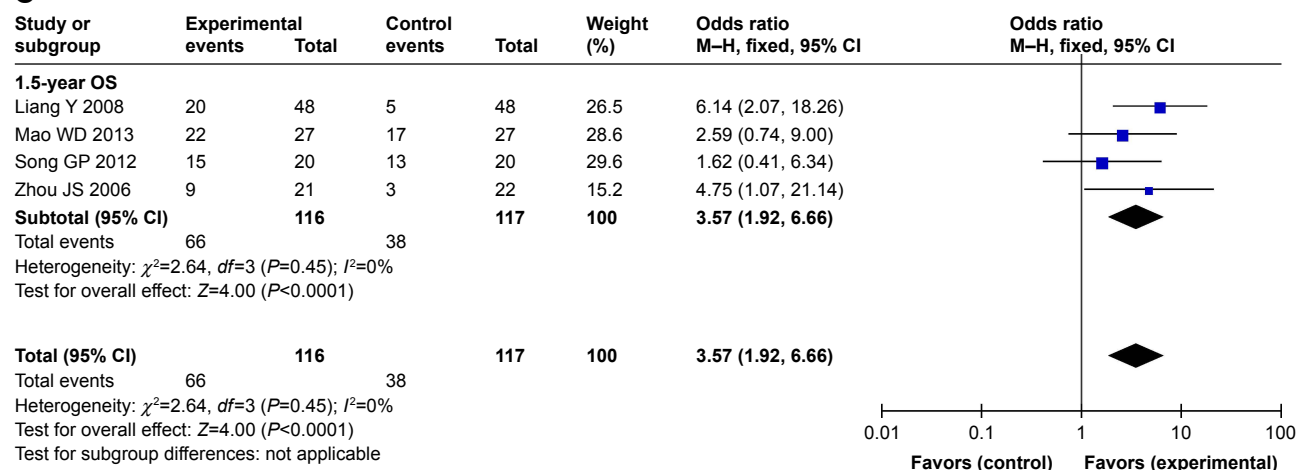 Study or Experimental Control Weight Odds ratio Odds ratio
subgroup events Total events Total (%) M–H, fixed, 95% CI M–H, fixed, 95% CI
1.5-year OS
Liang Y 2008 20 48 5 48 26.5 6.14 (2.07, 18.26)
Mao WD 2013 22 27 17 27 28.6 2.59 (0.74, 9.00)
Song GP 2012 15 20 13 20 29.6 1.62 (0.41, 6.34)
Zhou JS 2006 9 21 3 22 15.2 4.75 (1.07, 21.14)
Subtotal (95% CI) 116 117 100 3.57 (1.92, 6.66)
Total events 66 38
Heterogeneity: χ²=2.64, df=3 (P=0.45); I²=0%
Test for overall effect: Z=4.00 (P<0.0001)
Total (95% CI) 116 117 100 3.57 (1.92, 6.66)
Total events 66 38
Heterogeneity: χ²=2.64, df=3 (P=0.45); I²=0%
Test for overall effect: Z=4.00 (P<0.0001)
Test for subgroup differences: not applicable
0.01 0.1 1 10 100
Favors (control) Favors (experimental)